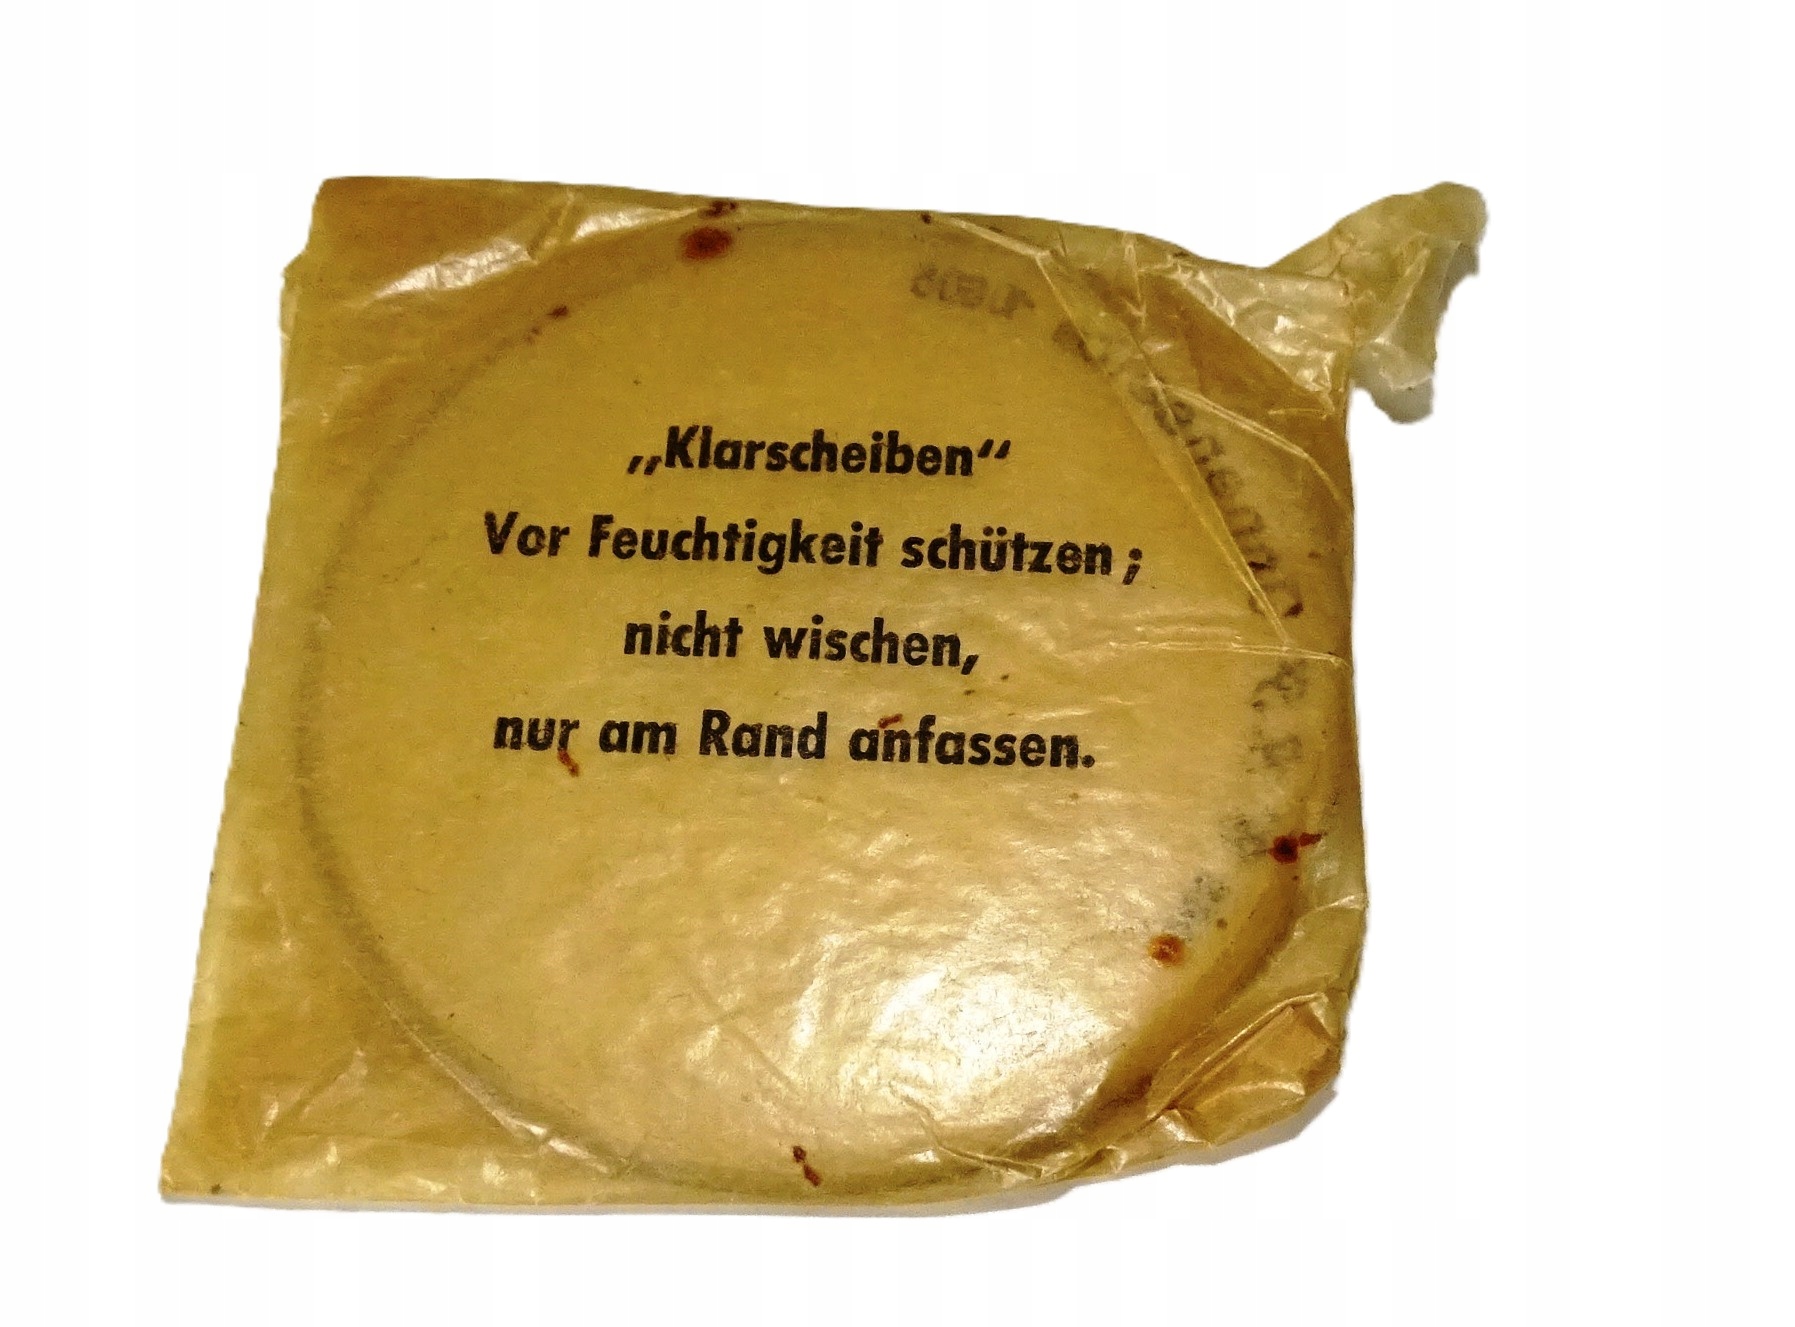 „Klarscheiben“
Vor Feuchtigkeit schützen;
nicht wischen,
nur am Rand anfassen.